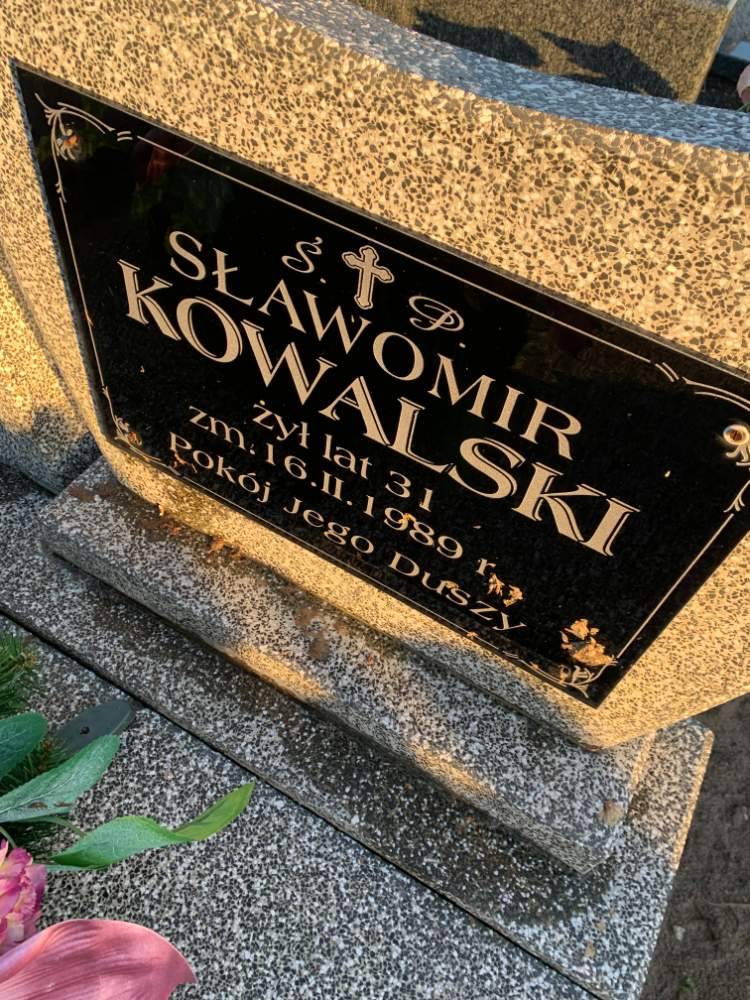 Ś. P.
SŁAWOMIR
KOWALSKI
żył lat 31
zm. 16.II.1989 r.
Pokój Jego Duszy